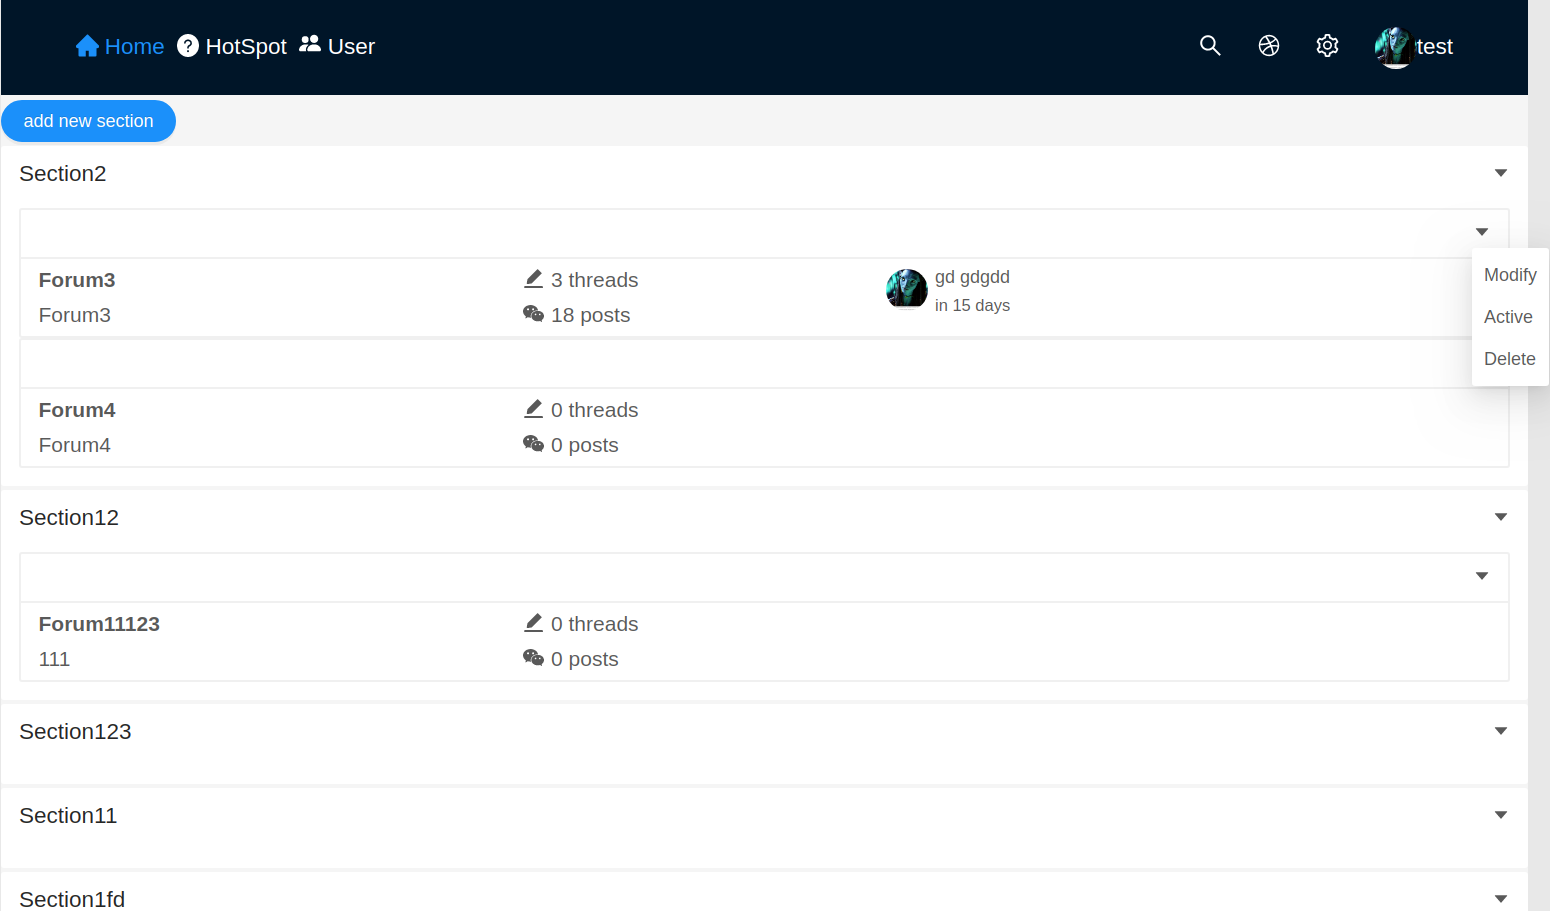 Home HotSpot User test
add new section
Section2
Forum3 3 threads gd gdgdd
Forum3 18 posts in 15 days
Modify
Active
Delete
Forum4 0 threads
Forum4 0 posts
Section12
Forum11123 0 threads
111 0 posts
Section123
Section11
Section1fd